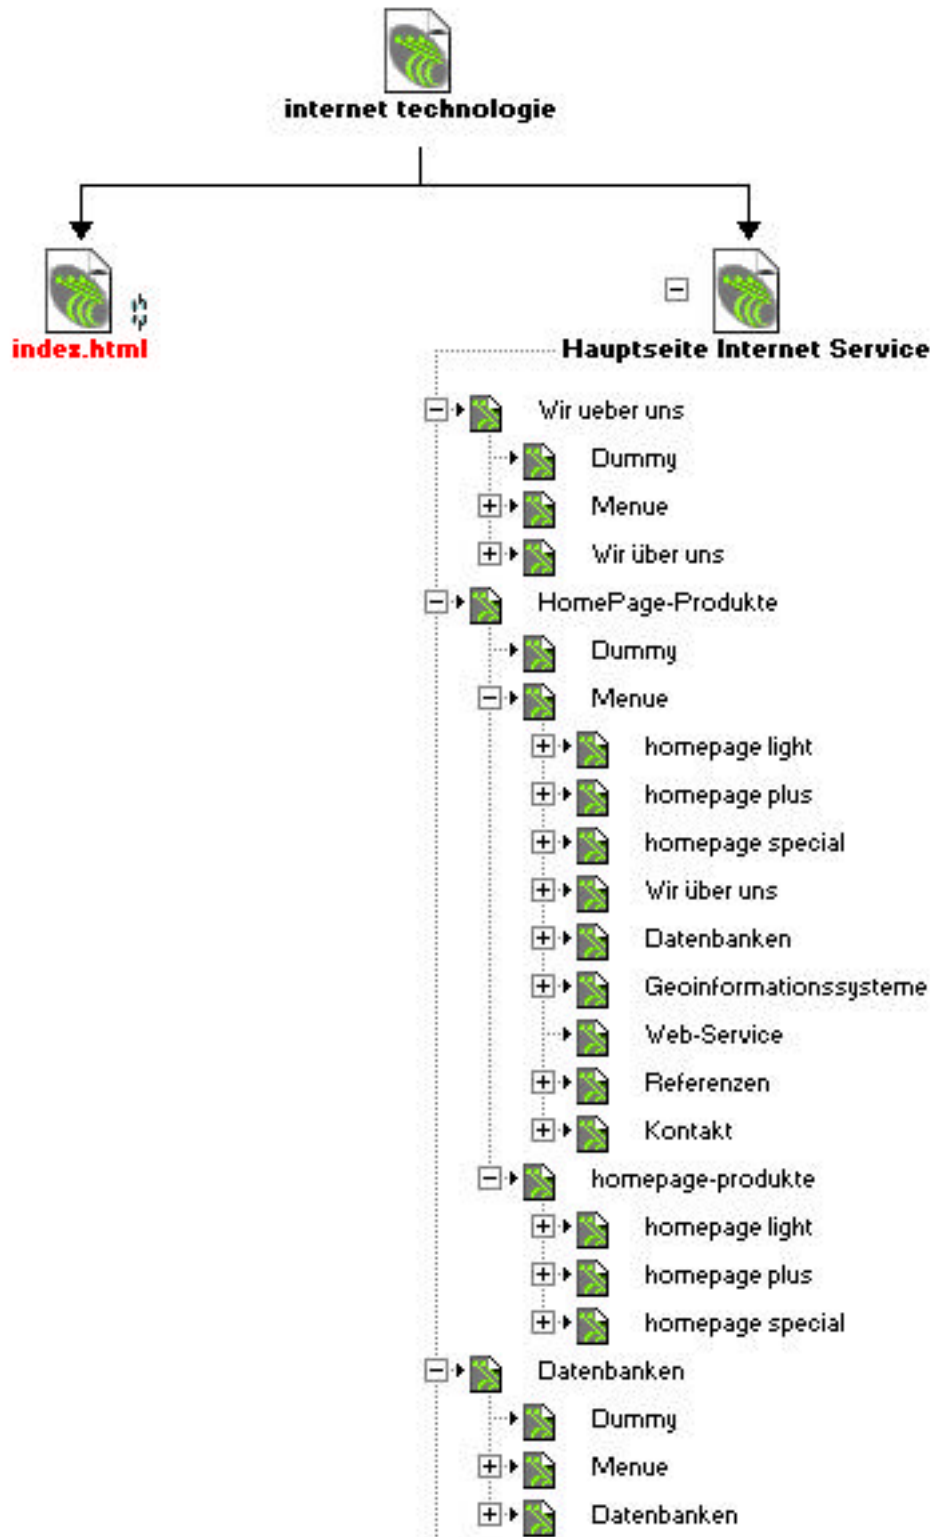 internet technologie
index.html
Hauptseite Internet Service
Wir ueber uns
Dummy
Menue
Wir über uns
HomePage-Produkte
Dummy
Menue
homepage light
homepage plus
homepage special
Wir über uns
Datenbanken
Geoinformationssysteme
Web-Service
Referenzen
Kontakt
homepage-produkte
homepage light
homepage plus
homepage special
Datenbanken
Dummy
Menue
Datenbanken